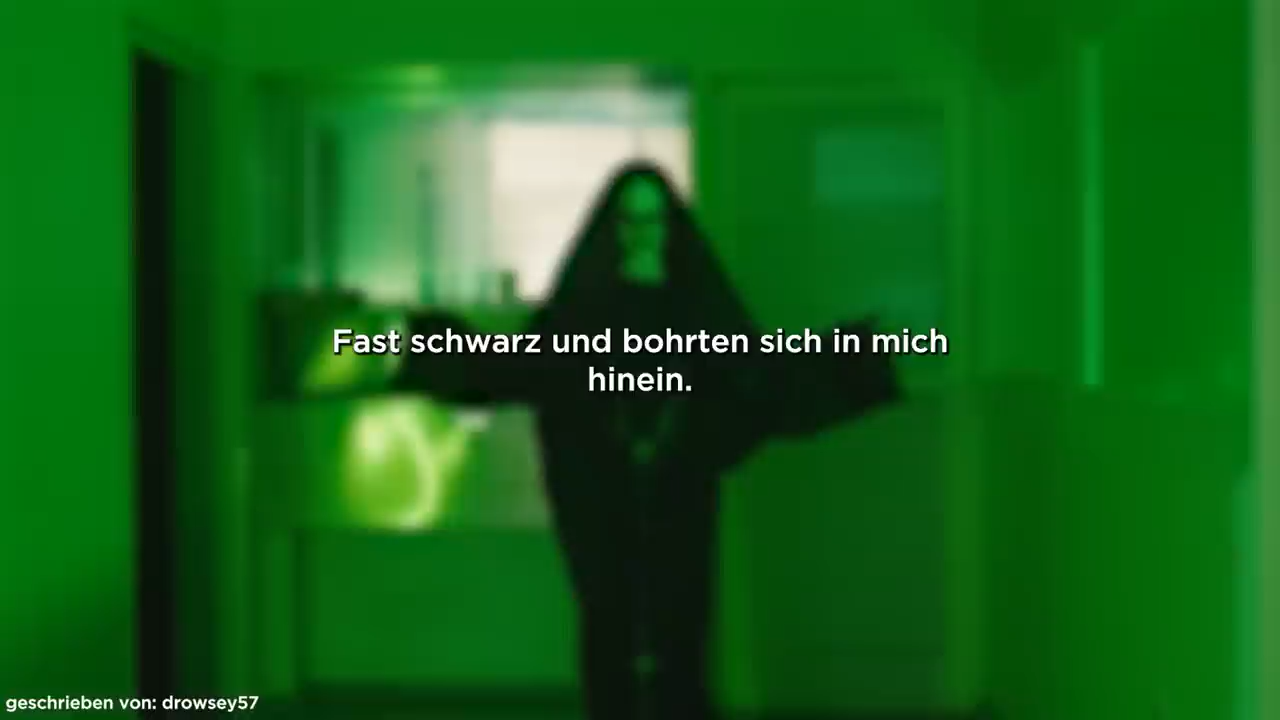 Fast schwarz und bohrten sich in mich
hinein.
geschrieben von: drowsey57